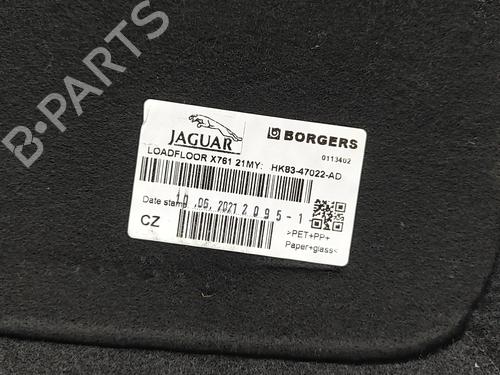 B-PARTS
JAGUAR
BORGERS
0113402
LOADFLOOR X761 21MY: HK83-47022-AD
Date stamp 10.06.2021 2095-1
CZ
>PET+PP+
Paper+glass<